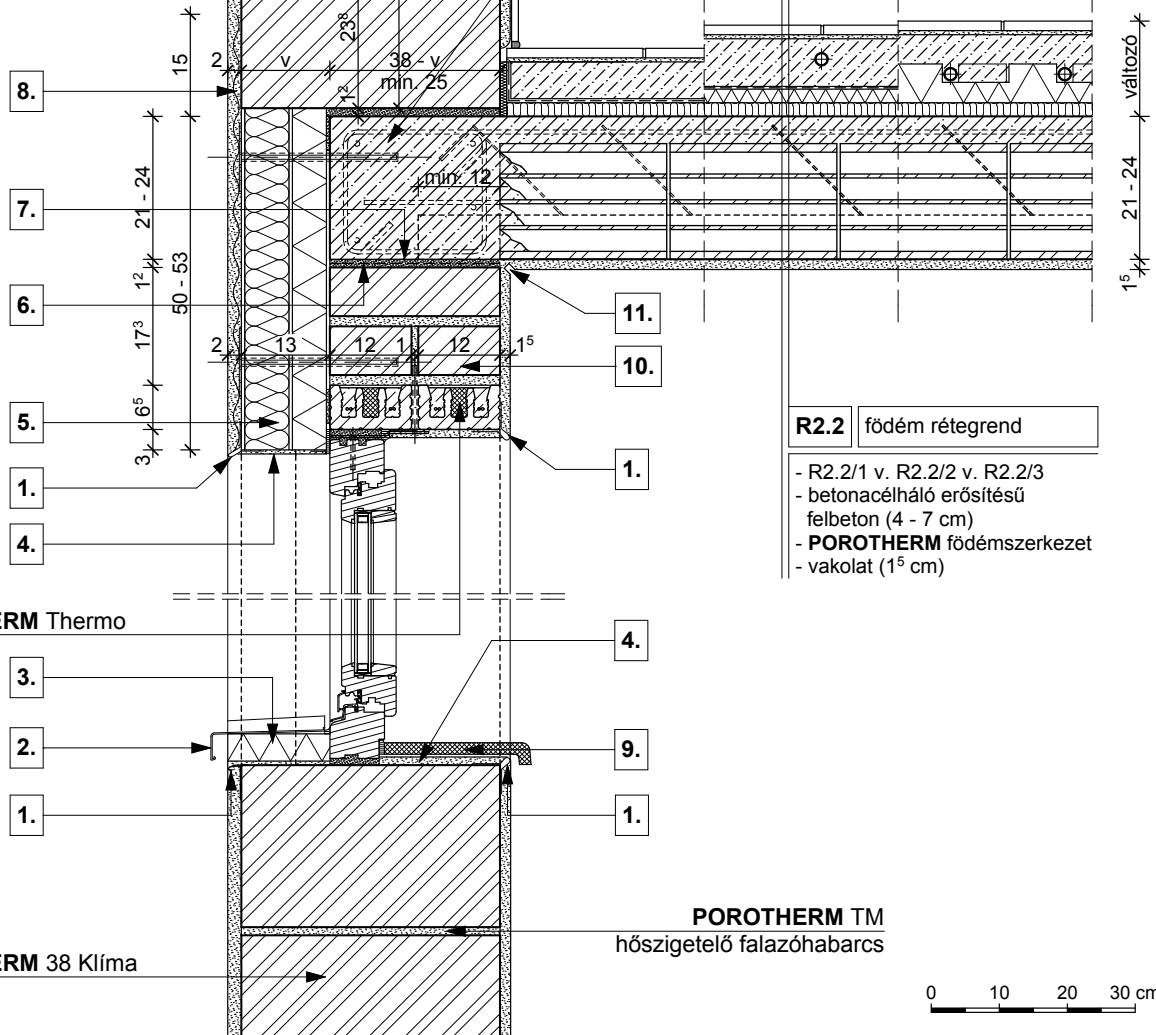 23⁸
15
2
v
38 - v
min. 25
8.
1²
változó
21 - 24
min. 12
7.
21 - 24
50 - 53
1²
6.
1⁵
11.
17³
2
13
12
1
12
1⁵
10.
6⁵
5.
R2.2 födém rétegrend
3
1.
1.
- R2.2/1 v. R2.2/2 v. R2.2/3
- betonacélháló erősítésű
felbeton (4 - 7 cm)
- POROTHERM födémszerkezet
- vakolat (1⁵ cm)
4.
ERM Thermo
4.
3.
2.
9.
1.
1.
POROTHERM TM
hőszigetelő falazóhabarcs
ERM 38 Klíma
0 10 20 30 cm